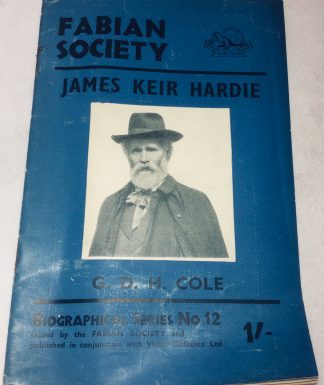 FABIAN
SOCIETY
JAMES KEIR HARDIE
G. D. H. COLE
BIOGRAPHICAL SERIES No 12
Issued by the FABIAN SOCIETY and
published in conjunction with Gollancz Ltd
1/-